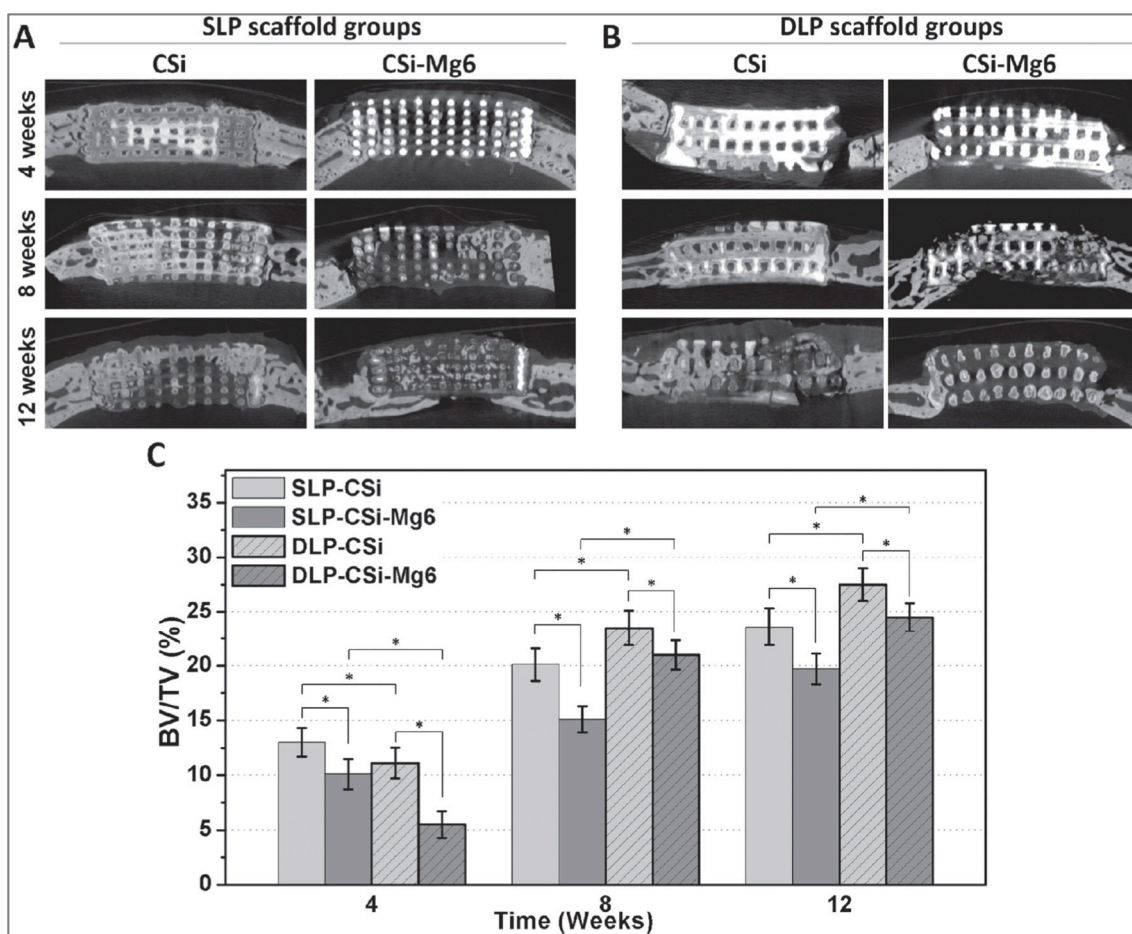 A SLP scaffold groups
CSi CSi-Mg6
4 weeks
8 weeks
12 weeks
B DLP scaffold groups
CSi CSi-Mg6
C
SLP-CSi
SLP-CSi-Mg6
DLP-CSi
DLP-CSi-Mg6
BV/TV (%)
35
30
25
20
15
10
5
0
* * * *
* * * *
* * * *
4 8 12
Time (Weeks)